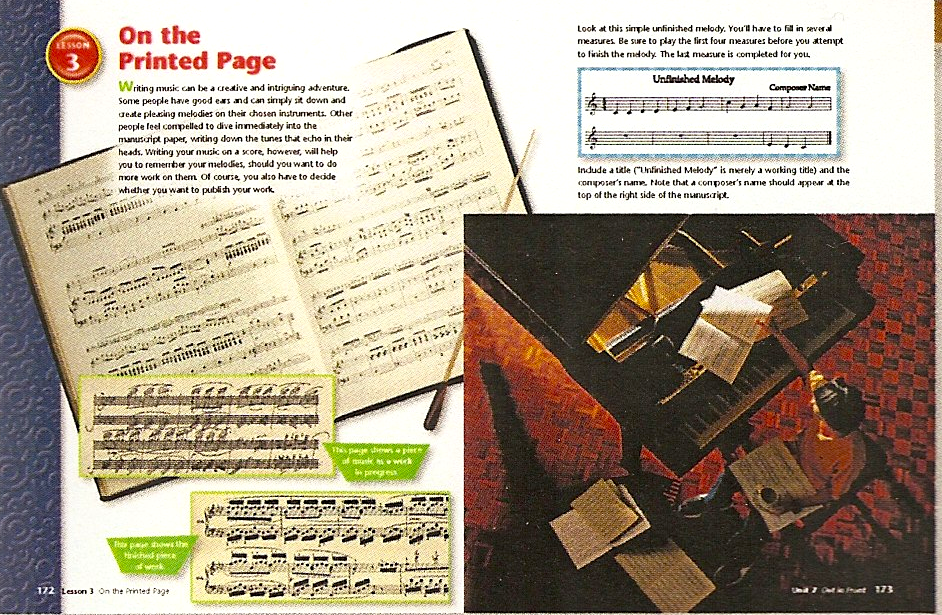 LESSON
3
On the
Printed Page
Writing music can be a creative and intriguing adventure.
Some people have good ears and can simply sit down and
create pleasing melodies on their chosen instruments. Other
people feel compelled to dive immediately into the
manuscript paper, writing down the tunes that echo in their
heads. Writing your music on a score, however, will help
you to remember your melodies, should you want to do
more work on them. Of course, you also have to decide
whether you want to publish your work.
This page shows a piece
of music as a work
in progress
This page shows the
finished piece
of work
172 Lesson 3 On the Printed Page
Look at this simple unfinished melody. You'll have to fill in several
measures. Be sure to play the first four measures before you attempt
to finish the melody. The last measure is completed for you.
Unfinished Melody
Composer Name
Include a title ("Unfinished Melody" is merely a working title) and the
composer's name. Note that a composer's name should appear at the
top of the right side of the manuscript.
Unit 7 Out in Front 173